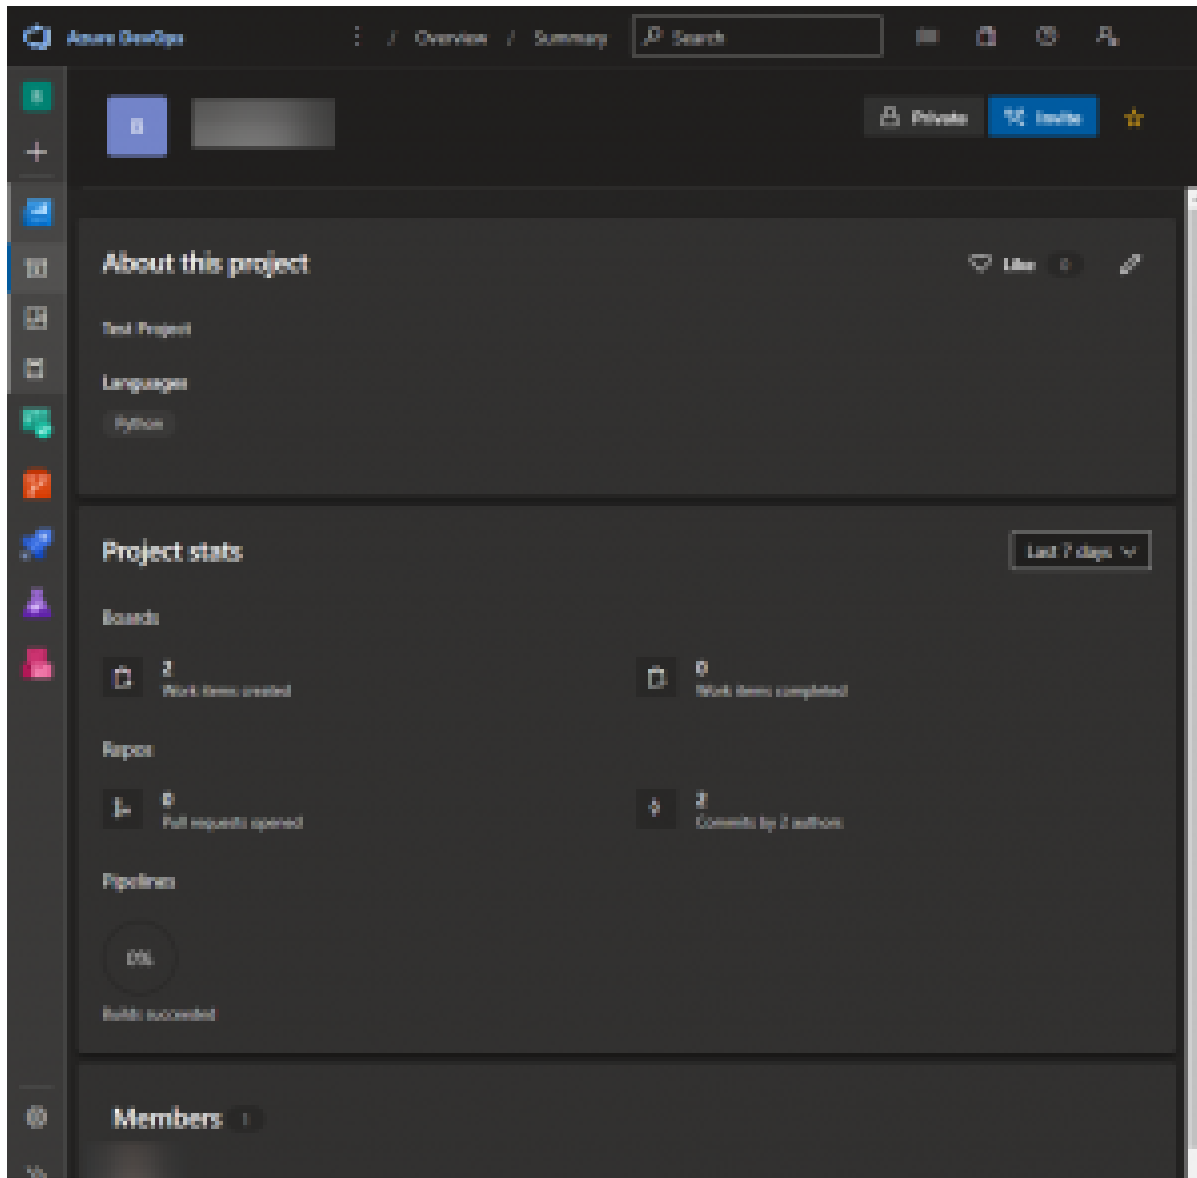 Azure DevOps / Overview / Summary Search
Private Invite
About this project
Like 0
Test Project
Languages
Python
Project stats
Last 7 days
Boards
2
Work items created
0
Work items completed
Repos
0
Pull requests opened
2
Commits by 2 authors
Pipelines
0%
Builds succeeded
Members 1